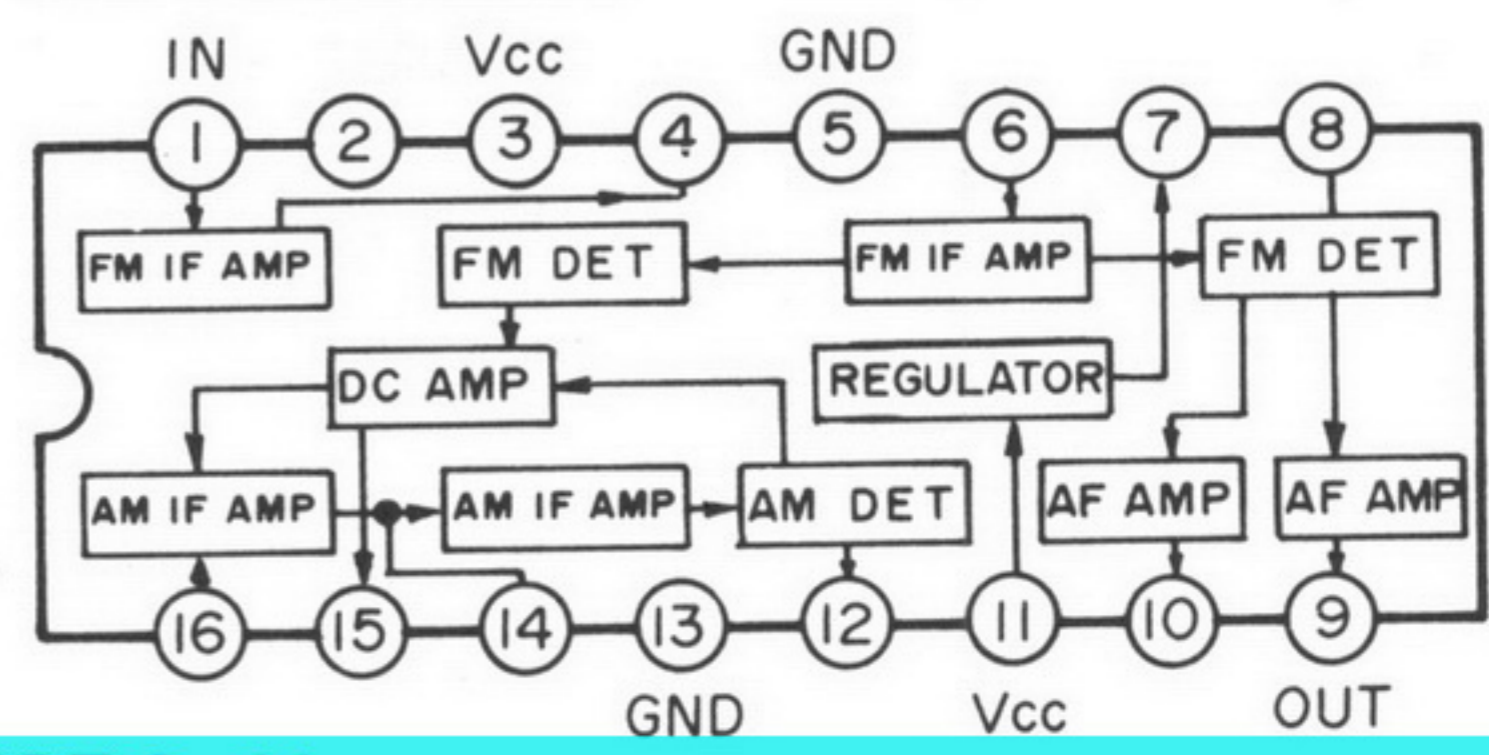 IN Vcc GND
1 2 3 4 5 6 7 8
FM IF AMP FM DET FM IF AMP FM DET
DC AMP REGULATOR
AM IF AMP AM IF AMP AM DET AF AMP AF AMP
16 15 14 13 12 11 10 9
GND Vcc OUT